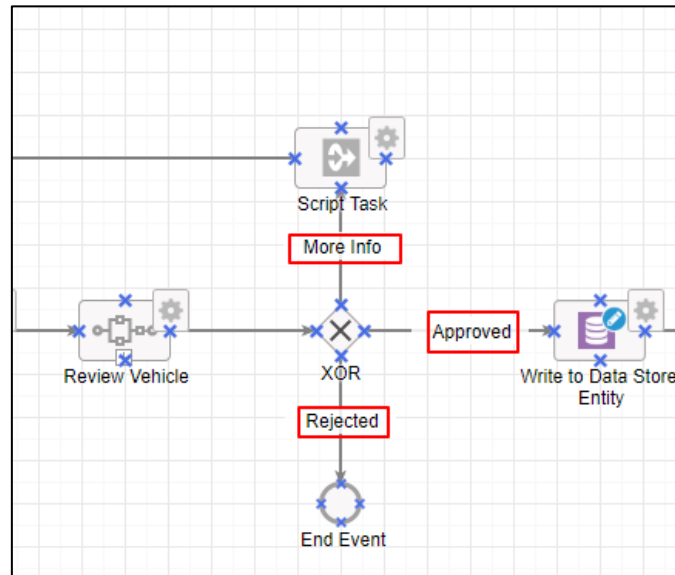 Script Task
More Info
Review Vehicle
XOR
Approved
Write to Data Store
Entity
Rejected
End Event